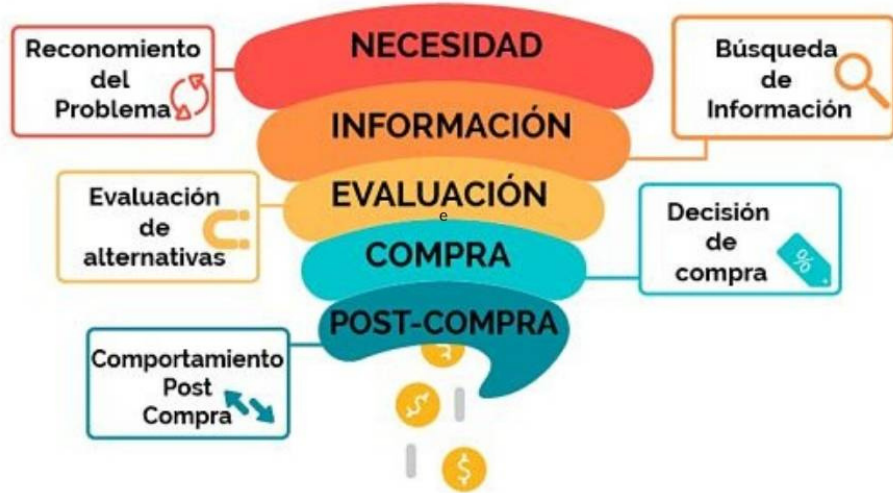 NECESIDAD
Reconomiento
del
Problema
Búsqueda
de
Información
INFORMACIÓN
EVALUACIÓN
e
Evaluación
de
alternativas
COMPRA
Decisión
de
compra
%
POST-COMPRA
Comportamiento
Post
Compra
$
$